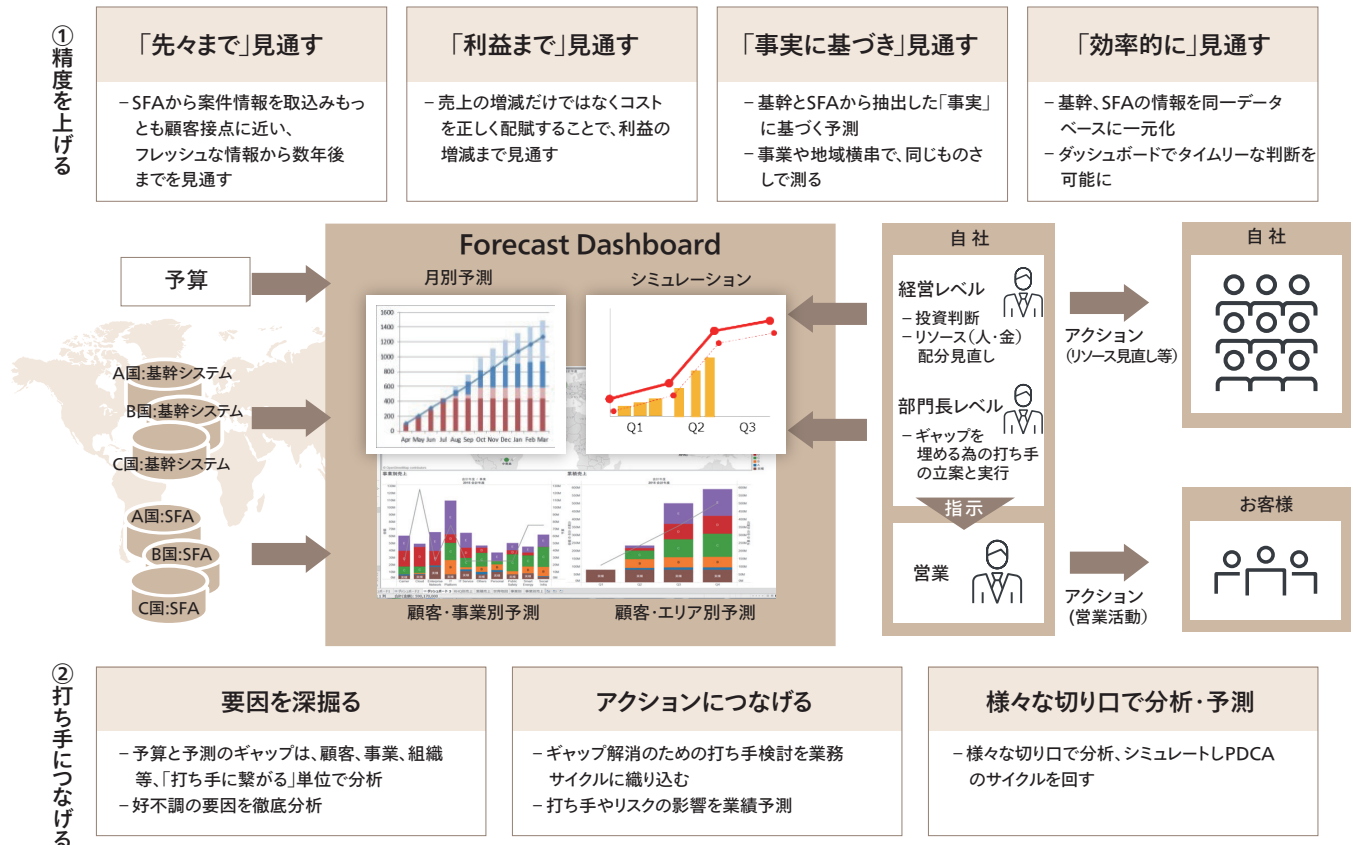 ①精度を上げる
「先々まで」見通す
– SFAから案件情報を取込みもっ
とも顧客接点に近い、
フレッシュな情報から数年後
までを見通す
「利益まで」見通す
– 売上の増減だけではなくコスト
を正しく配賦することで、利益の
増減まで見通す
「事実に基づき」見通す
– 基幹とSFAから抽出した「事実」
に基づく予測
– 事業や地域横串で、同じものさ
しで測る
「効率的に」見通す
– 基幹、SFAの情報を同一データ
ベースに一元化
– ダッシュボードでタイムリーな判断を
可能に
予算
A国:基幹システム
B国:基幹システム
C国:基幹システム
A国:SFA
B国:SFA
C国:SFA
Forecast Dashboard
月別予測
1600
1400
1200
1000
800
600
400
200
0
Apr May Jun Jul Aug Sep Oct Nov Dec Jan Feb Mar
シミュレーション
Q1 Q2 Q3
事業別売上
顧客・事業別予測
顧客・エリア別予測
自社
経営レベル
– 投資判断
– リソース（人・金）
配分見直し
部門長レベル
– ギャップを
埋める為の打ち手
の立案と実行
指示
営業
アクション
(リソース見直し等)
アクション
(営業活動)
自社
お客様
②打ち手につなげる
要因を深掘る
– 予算と予測のギャップは、顧客、事業、組織
等、「打ち手に繋がる」単位で分析
– 好不調の要因を徹底分析
アクションにつなげる
– ギャップ解消のための打ち手検討を業務
サイクルに織り込む
– 打ち手やリスクの影響を業績予測
様々な切り口で分析・予測
– 様々な切り口で分析、シミュレートしPDCA
のサイクルを回す